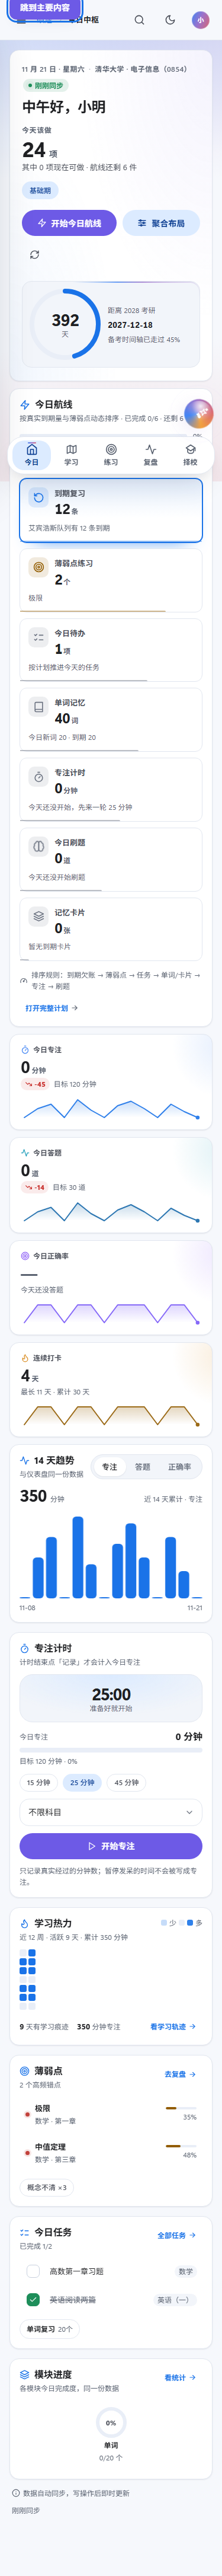 跳到主要内容
今日中枢
小
11 月 21 日 · 星期六 · 清华大学 · 电子信息（0854）
刚刚同步
中午好，小明
今天该做
24 项
其中 0 项现在可做 · 航线还剩 6 件
基础期
开始今日航线
聚合布局
392
天
距离 2028 考研
2027-12-18
备考时间轴已走过 45%
今日航线
按真实到期量与薄弱点动态排序 · 已完成 0/6 · 还剩 6
今日
学习
练习
复盘
择校
到期复习
12 条
艾宾浩斯队列有 12 条到期
薄弱点练习
2 个
极限
今日待办
1 项
按计划推进今天的任务
单词记忆
40 词
今日新词 20 · 到期 20
专注计时
0 分钟
今天还没开始，先来一轮 25 分钟
今日刷题
0 道
今天还没开始刷题
记忆卡片
0 张
暂无到期卡片
排序规则：到期欠账 → 薄弱点 → 任务 → 单词/卡片 →
专注 → 刷题
打开完整计划 →
今日专注
0 分钟
-45 目标 120 分钟
今日答题
0 道
-14 目标 30 道
今日正确率
—
今天还没答题
连续打卡
4 天
最长 11 天 · 累计 30 天
14 天趋势
与仪表盘同一份数据
专注 答题 正确率
350 分钟
近 14 天累计 · 专注
11-08 11-21
专注计时
计时结束点「记录」才会计入今日专注
25:00
准备好就开始
今日专注 0 分钟
目标 120 分钟 · 0%
15 分钟 25 分钟 45 分钟
不限科目
开始专注
只记录真实经过的分钟数；暂停发呆的时间不会被写成专
注。
学习热力
少 多
近 12 周 · 活跃 9 天 · 累计 350 分钟
9 天有学习痕迹 · 350 分钟专注
看学习轨迹 →
薄弱点
去复盘 →
2 个高频错点
极限
数学 · 第一章
35%
中值定理
数学 · 第三章
48%
概念不清 ×3
今日任务
全部任务 →
已完成 1/2
高数第一章习题 数学
英语阅读两篇 英语（一）
单词复习 20个
模块进度
看统计 →
各模块今日完成度，同一份数据
0%
单词
0/20 个
数据自动同步，写操作后即时更新
刚刚同步